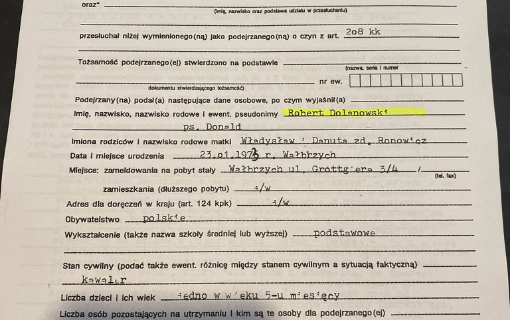 oraz*
(imię, nazwisko oraz podstawa udziału w przesłuchaniu)
przesłuchał niżej wymienionego(ną) jako podejrzanego(ną) o czyn z art. 208 kk
Tożsamość podejrzanego(ej) stwierdzono na podstawie
(nazwa, seria i numer
nr ew.
dokumentu stwierdzającego tożsamość)
Podejrzany(na) podał(a) następujące dane osobowe, po czym wyjaśnił(a)
Imię, nazwisko, nazwisko rodowe i ewent. pseudonimy Robert Dolanowski
ps. Donald
Imiona rodziców i nazwisko rodowe matki Władysław i Danuta zd. Ronowicz
Data i miejsce urodzenia 23.01.1973 r. Wałbrzych
Miejsce: zameldowania na pobyt stały Wałbrzych ul. Grottgiera 3/4 /
(tel. fax)
zamieszkania (dłuższego pobytu) j/w
Adres dla doręczeń w kraju (art. 124 kpk) j/w
Obywatelstwo polskie
Wykształcenie (także nazwa szkoły średniej lub wyższej) podstawowe
Stan cywilny (podać także ewent. różnicę między stanem cywilnym a sytuacją faktyczną)
kawaler
Liczba dzieci i ich wiek jedno w wieku 5-u miesięcy
Liczba osób pozostających na utrzymaniu i kim są te osoby dla podejrzanego(ej)